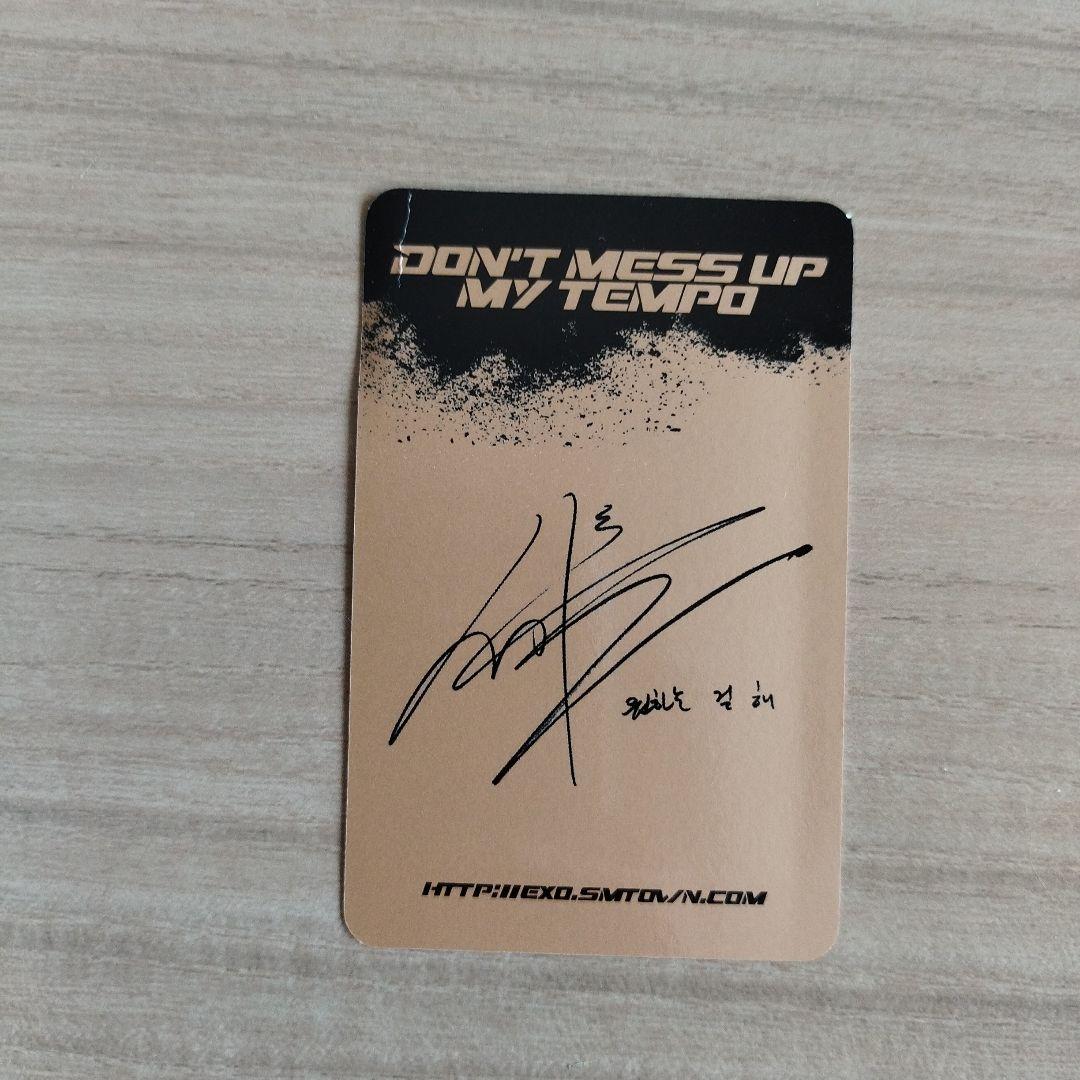 DON'T MESS UP
MY TEMPO
원하는 걸 해
HTTP://EXO.SMTOWN.COM